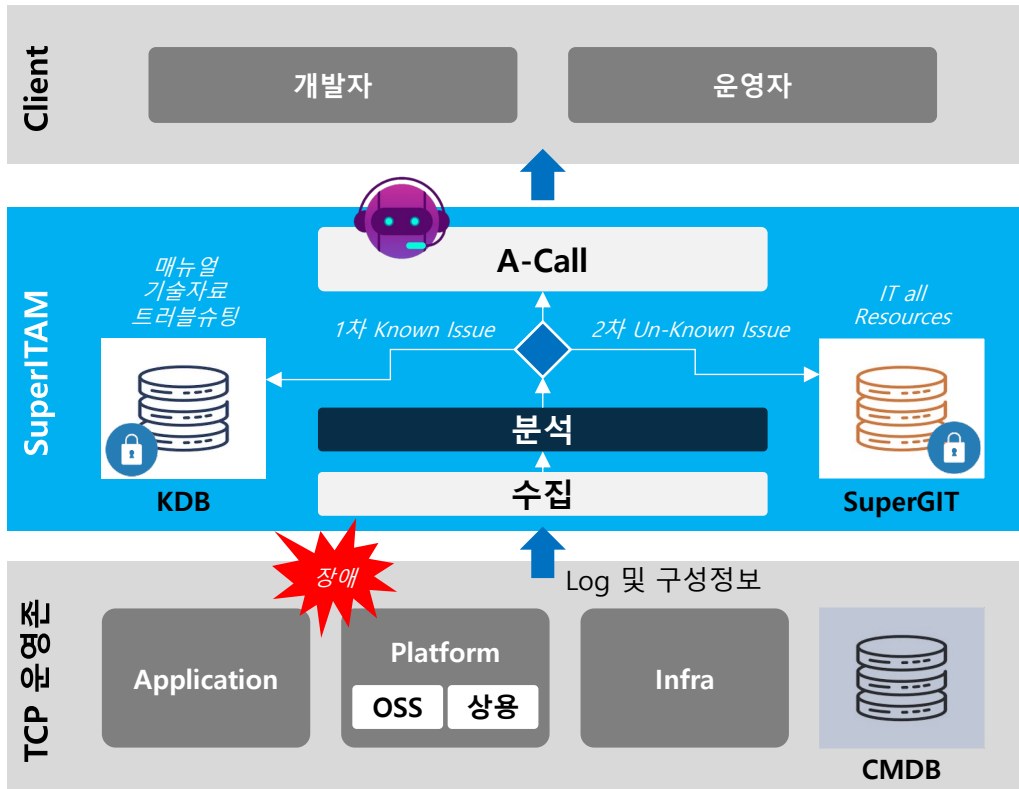 Client
개발자
운영자
SuperITAM
A-Call
매뉴얼
기술자료
트러블슈팅
1차 Known Issue
2차 Un-Known Issue
IT all
Resources
분석
수집
KDB
SuperGIT
TCP 운영존
장애
Log 및 구성정보
Application
Platform
OSS
상용
Infra
CMDB